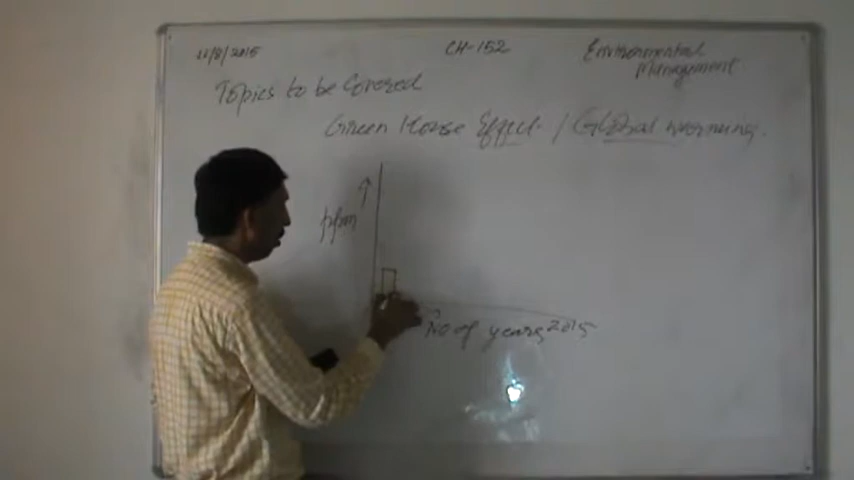 11/8/2015 CH-152 Environmental
Management
Topics to be Covered
Green House Effect / Global warming.
ppm
No of years 2015